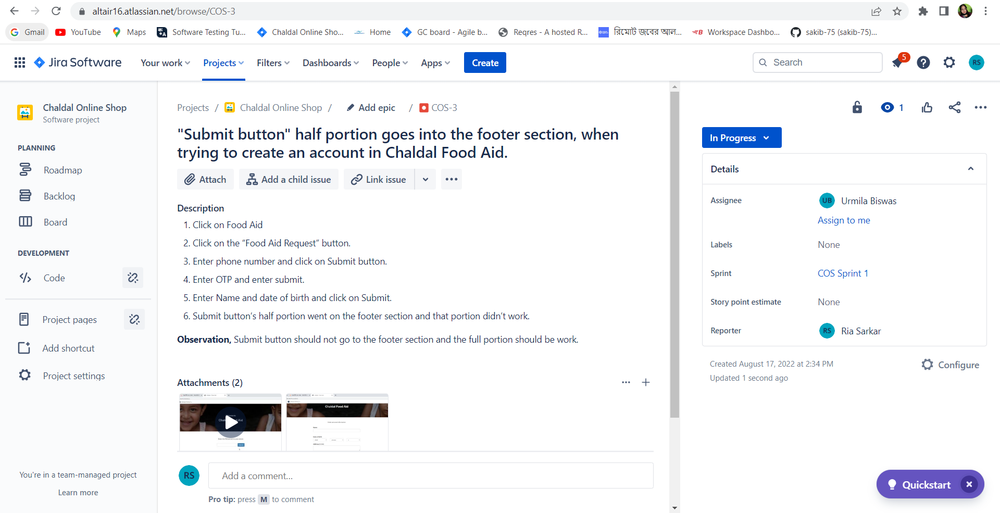 altair16.atlassian.net/browse/COS-3
Gmail YouTube Maps Software Testing Tu... Chaldal Online Sho... Home GC board - Agile b... Reqres - A hosted R... রিমোট জবের আল... Workspace Dashbo... sakib-75 (sakib-75)...
Jira Software Your work Projects Filters Dashboards People Apps Create Search 5 RS
Chaldal Online Shop
Software project
PLANNING
Roadmap
Backlog
Board
DEVELOPMENT
Code
Project pages
Add shortcut
Project settings
You're in a team-managed project
Learn more
Projects / Chaldal Online Shop / Add epic / COS-3
"Submit button" half portion goes into the footer section, when
trying to create an account in Chaldal Food Aid.
Attach Add a child issue Link issue
Description
1. Click on Food Aid
2. Click on the “Food Aid Request” button.
3. Enter phone number and click on Submit button.
4. Enter OTP and enter submit.
5. Enter Name and date of birth and click on Submit.
6. Submit button’s half portion went on the footer section and that portion didn’t work.
Observation, Submit button should not go to the footer section and the full portion should be work.
Attachments (2)
Chaldal Food Aid
Name
RS Add a comment...
Pro tip: press M to comment
1
In Progress
Details
Assignee UB Urmila Biswas
Assign to me
Labels None
Sprint COS Sprint 1
Story point estimate None
Reporter RS Ria Sarkar
Created August 17, 2022 at 2:34 PM Configure
Updated 1 second ago
Quickstart